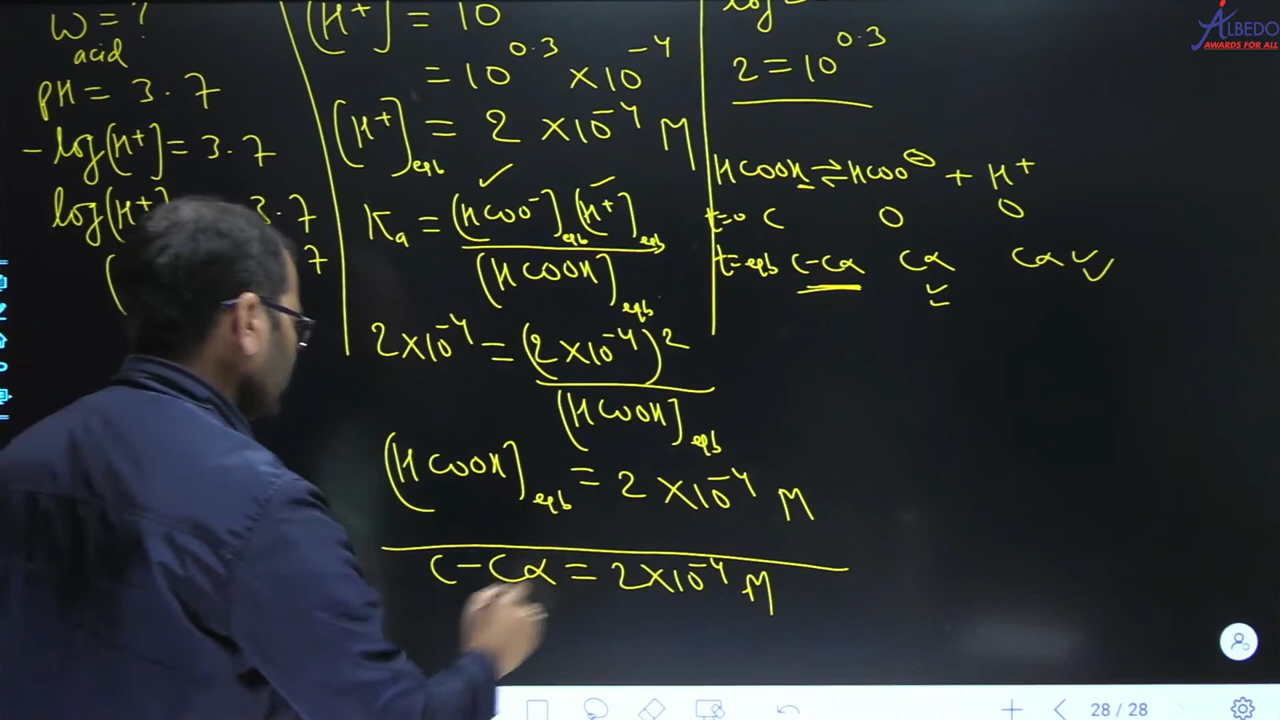 w = ?
acid
pH = 3.7
-log[H+] = 3.7
log[H+] 3.7
[ 7
[H+] = 10
= 10^0.3 × 10^-4
[H+]eqb = 2 × 10^-4 M
Ka = [HCOO-]eqb [H+]eqb / [HCOOH]eqb
2×10^-4 = (2×10^-4)^2 / [HCOOH]eqb
[HCOOH]eqb = 2×10^-4 M
C-Cα = 2×10^-4 M
log
2 = 10^0.3
HCOOH ⇌ HCOO⊖ + H+
t=0 C 0 0
t=eqb C-Cα Cα Cα
ALBEDO
AWARDS FOR ALL
28 / 28